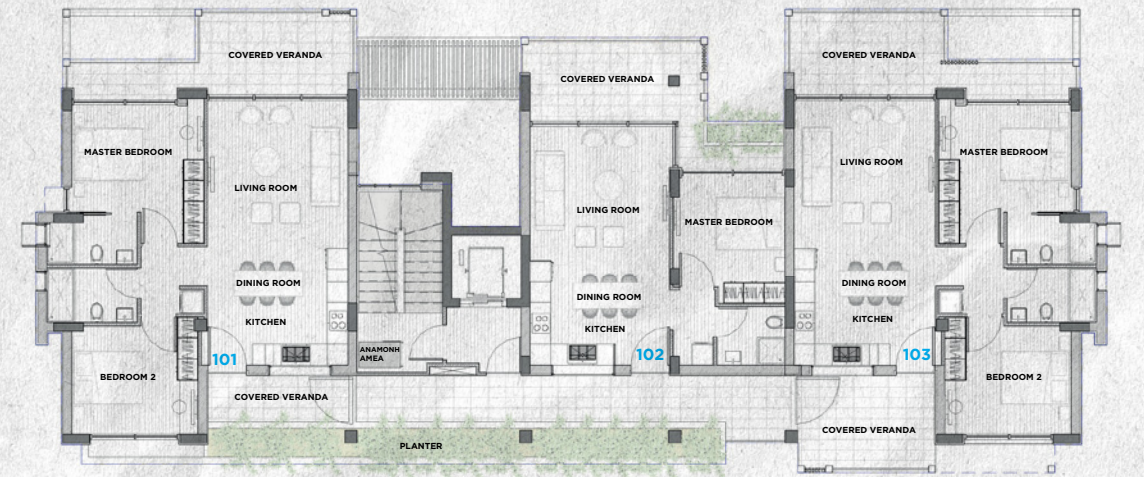 COVERED VERANDA
MASTER BEDROOM
LIVING ROOM
DINING ROOM
KITCHEN
101
BEDROOM 2
COVERED VERANDA
ΑΝΑΜΟΝΗ
ΑΜΕΑ
PLANTER
COVERED VERANDA
LIVING ROOM
MASTER BEDROOM
DINING ROOM
KITCHEN
102
COVERED VERANDA
LIVING ROOM
MASTER BEDROOM
DINING ROOM
KITCHEN
103
BEDROOM 2
COVERED VERANDA